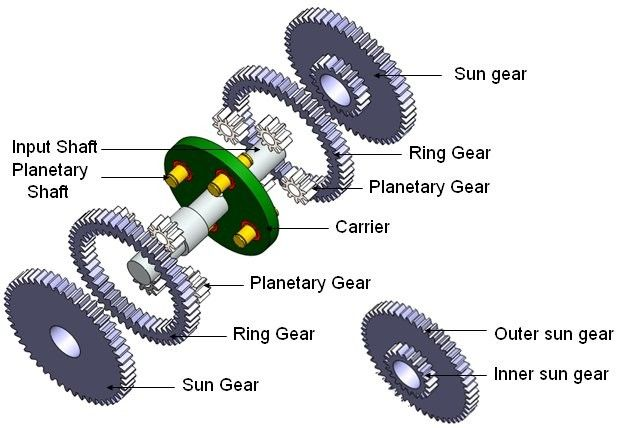 Sun gear
Input Shaft
Ring Gear
Planetary
Shaft
Planetary Gear
Carrier
Planetary Gear
Ring Gear
Outer sun gear
Inner sun gear
Sun Gear